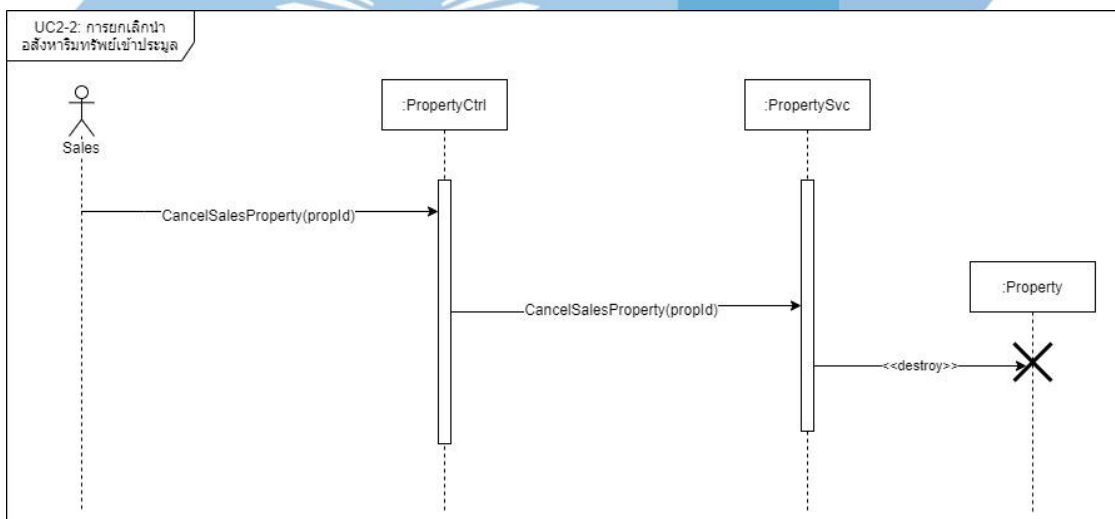 UC2-2: การยกเลิกนำ
อสังหาริมทรัพย์เข้าประมูล
:PropertyCtrl
:PropertySvc
Sales
CancelSalesProperty(propId)
:Property
CancelSalesProperty(propId)
<<destroy>>